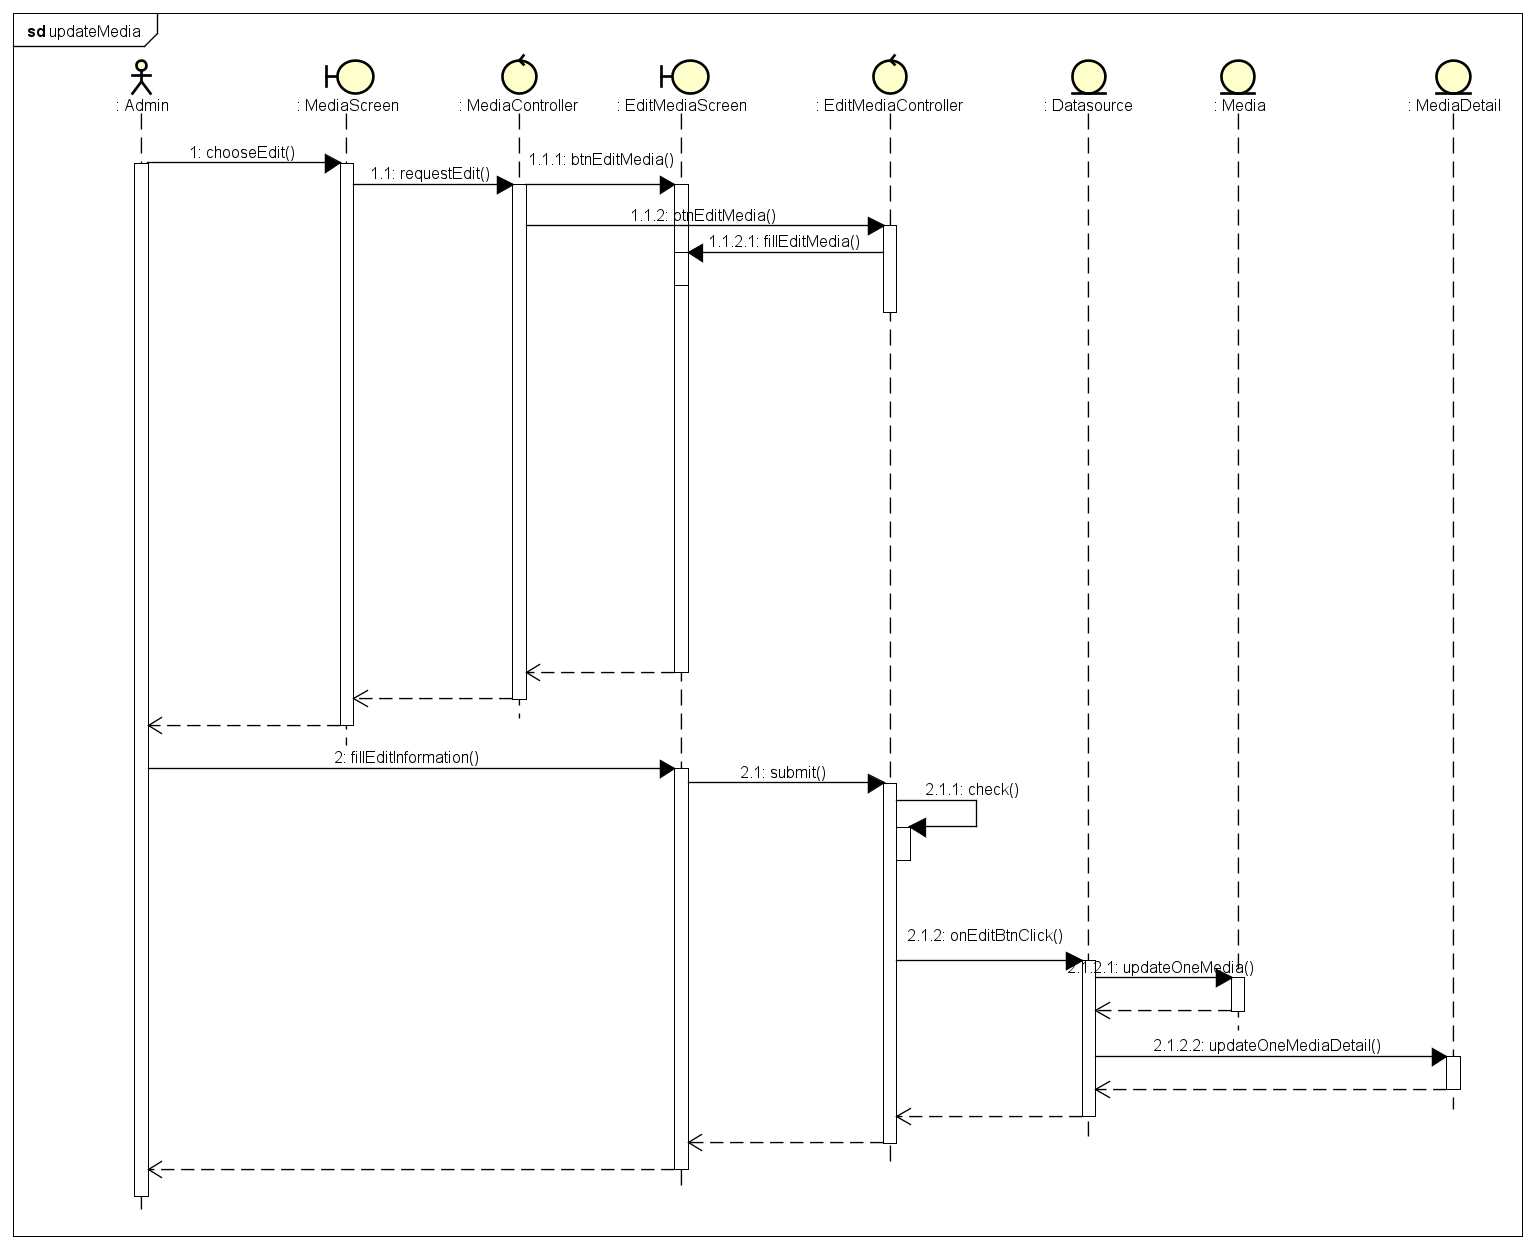 sd updateMedia
: Admin
: MediaScreen
: MediaController
: EditMediaScreen
: EditMediaController
: Datasource
: Media
: MediaDetail
1: chooseEdit()
1.1: requestEdit()
1.1.1: btnEditMedia()
1.1.2: btnEditMedia()
1.1.2.1: fillEditMedia()
2: fillEditInformation()
2.1: submit()
2.1.1: check()
2.1.2: onEditBtnClick()
2.1.2.1: updateOneMedia()
2.1.2.2: updateOneMediaDetail()